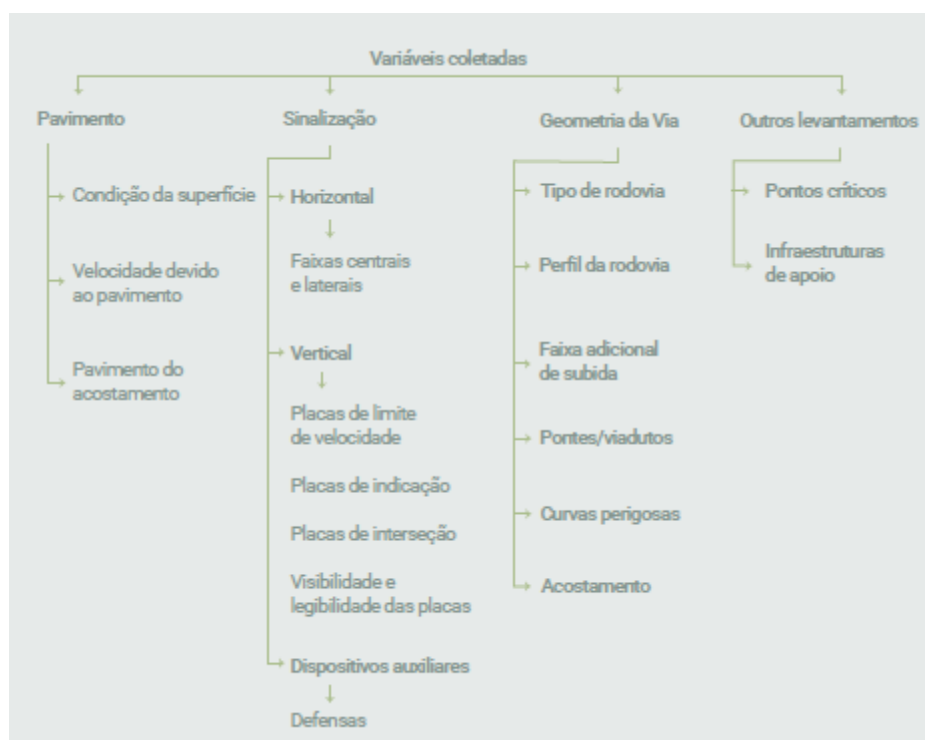 Variáveis coletadas
Pavimento
Condição da superfície
Velocidade devido
ao pavimento
Pavimento do
acostamento
Sinalização
Horizontal
Faixas centrais
e laterais
Vertical
Placas de limite
de velocidade
Placas de indicação
Placas de interseção
Visibilidade e
legibilidade das placas
Dispositivos auxiliares
Defensas
Geometria da Via
Tipo de rodovia
Perfil da rodovia
Faixa adicional
de subida
Pontes/viadutos
Curvas perigosas
Acostamento
Outros levantamentos
Pontos críticos
Infraestruturas
de apoio